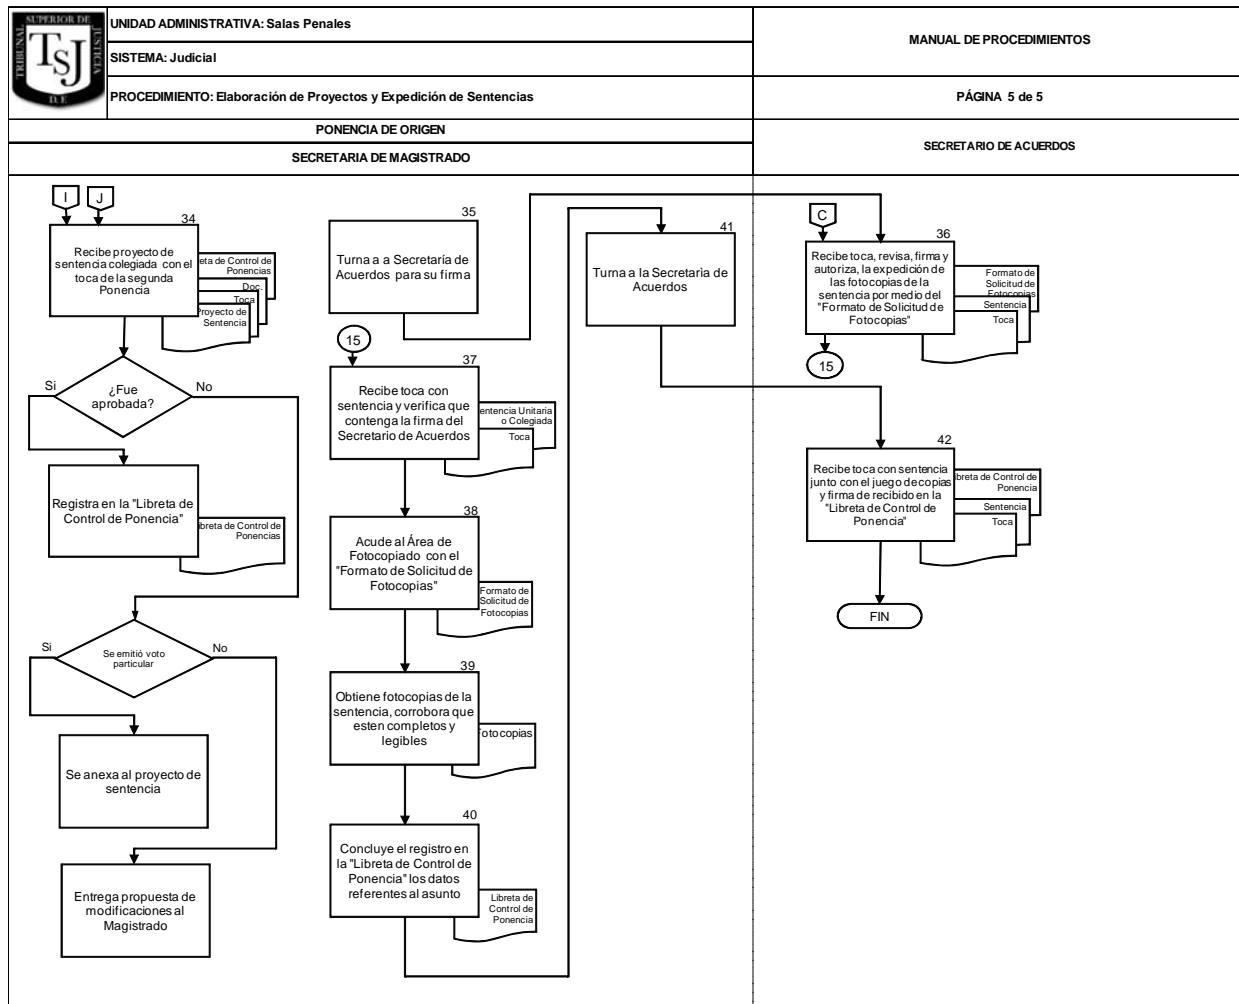 SUPERIOR DE
TRIBUNAL
JUSTICIA
TSJ
D.F.
UNIDAD ADMINISTRATIVA: Salas Penales
SISTEMA: Judicial
PROCEDIMIENTO: Elaboración de Proyectos y Expedición de Sentencias
MANUAL DE PROCEDIMIENTOS
PÁGINA 5 de 5
PONENCIA DE ORIGEN
SECRETARIA DE MAGISTRADO
SECRETARIO DE ACUERDOS
I
J
34
Recibe proyecto de
sentencia colegiada con el
toca de la segunda
Ponencia
eta de Control de
Ponencias
Doc.
Toca
Proyecto de
Sentencia
¿Fue
aprobada?
Si
No
Registra en la "Libreta de
Control de Ponencia"
ibreta de Control de
Ponencias
Se emitió voto
particular
Si
No
Se anexa al proyecto de
sentencia
Entrega propuesta de
modificaciones al
Magistrado
35
Turna a a Secretaría de
Acuerdos para su firma
15
37
Recibe toca con
sentencia y verifica que
contenga la firma del
Secretario de Acuerdos
entencia Unitaria
o Colegiada
Toca
38
Acude al Área de
Fotocopiado con el
"Formato de Solicitud de
Fotocopias"
Formato de
Solicitud de
Fotocopias
39
Obtiene fotocopias de la
sentencia, corrobora que
esten completos y
legibles
Fotocopias
40
Concluye el registro en
la "Libreta de Control de
Ponencia" los datos
referentes al asunto
Libreta de
Control de
Ponencia
41
Turna a la Secretaría de
Acuerdos
C
36
Recibe toca, revisa, firma y
autoriza, la expedición de
las fotocopias de la
sentencia por medio del
"Formato de Solicitud de
Fotocopias"
Formato de
Solicitud de
Fotocopias
Sentencia
Toca
15
42
Recibe toca con sentencia
junto con el juego de copias
y firma de recibido en la
"Libreta de Control de
Ponencia"
ibreta de Control de
Ponencia
Sentencia
Toca
FIN